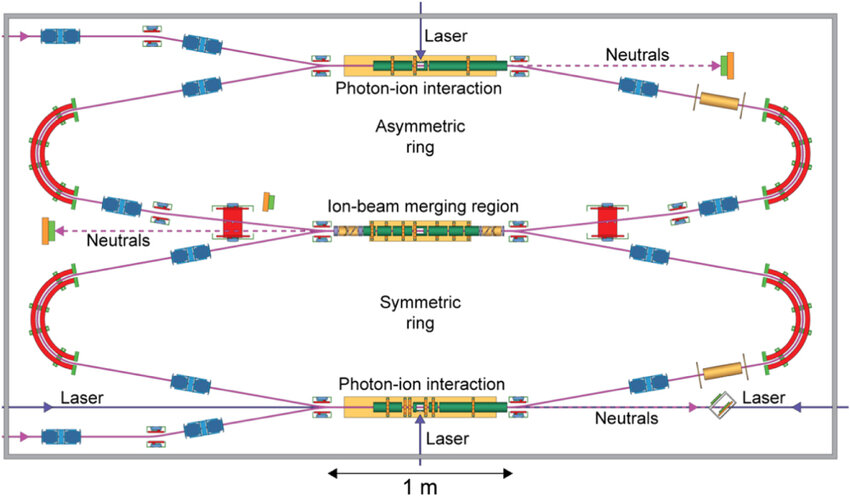 Laser
Neutrals
Photon-ion interaction
Asymmetric
ring
Ion-beam merging region
Neutrals
Symmetric
ring
Photon-ion interaction
Laser
Laser
Neutrals
Laser
1 m